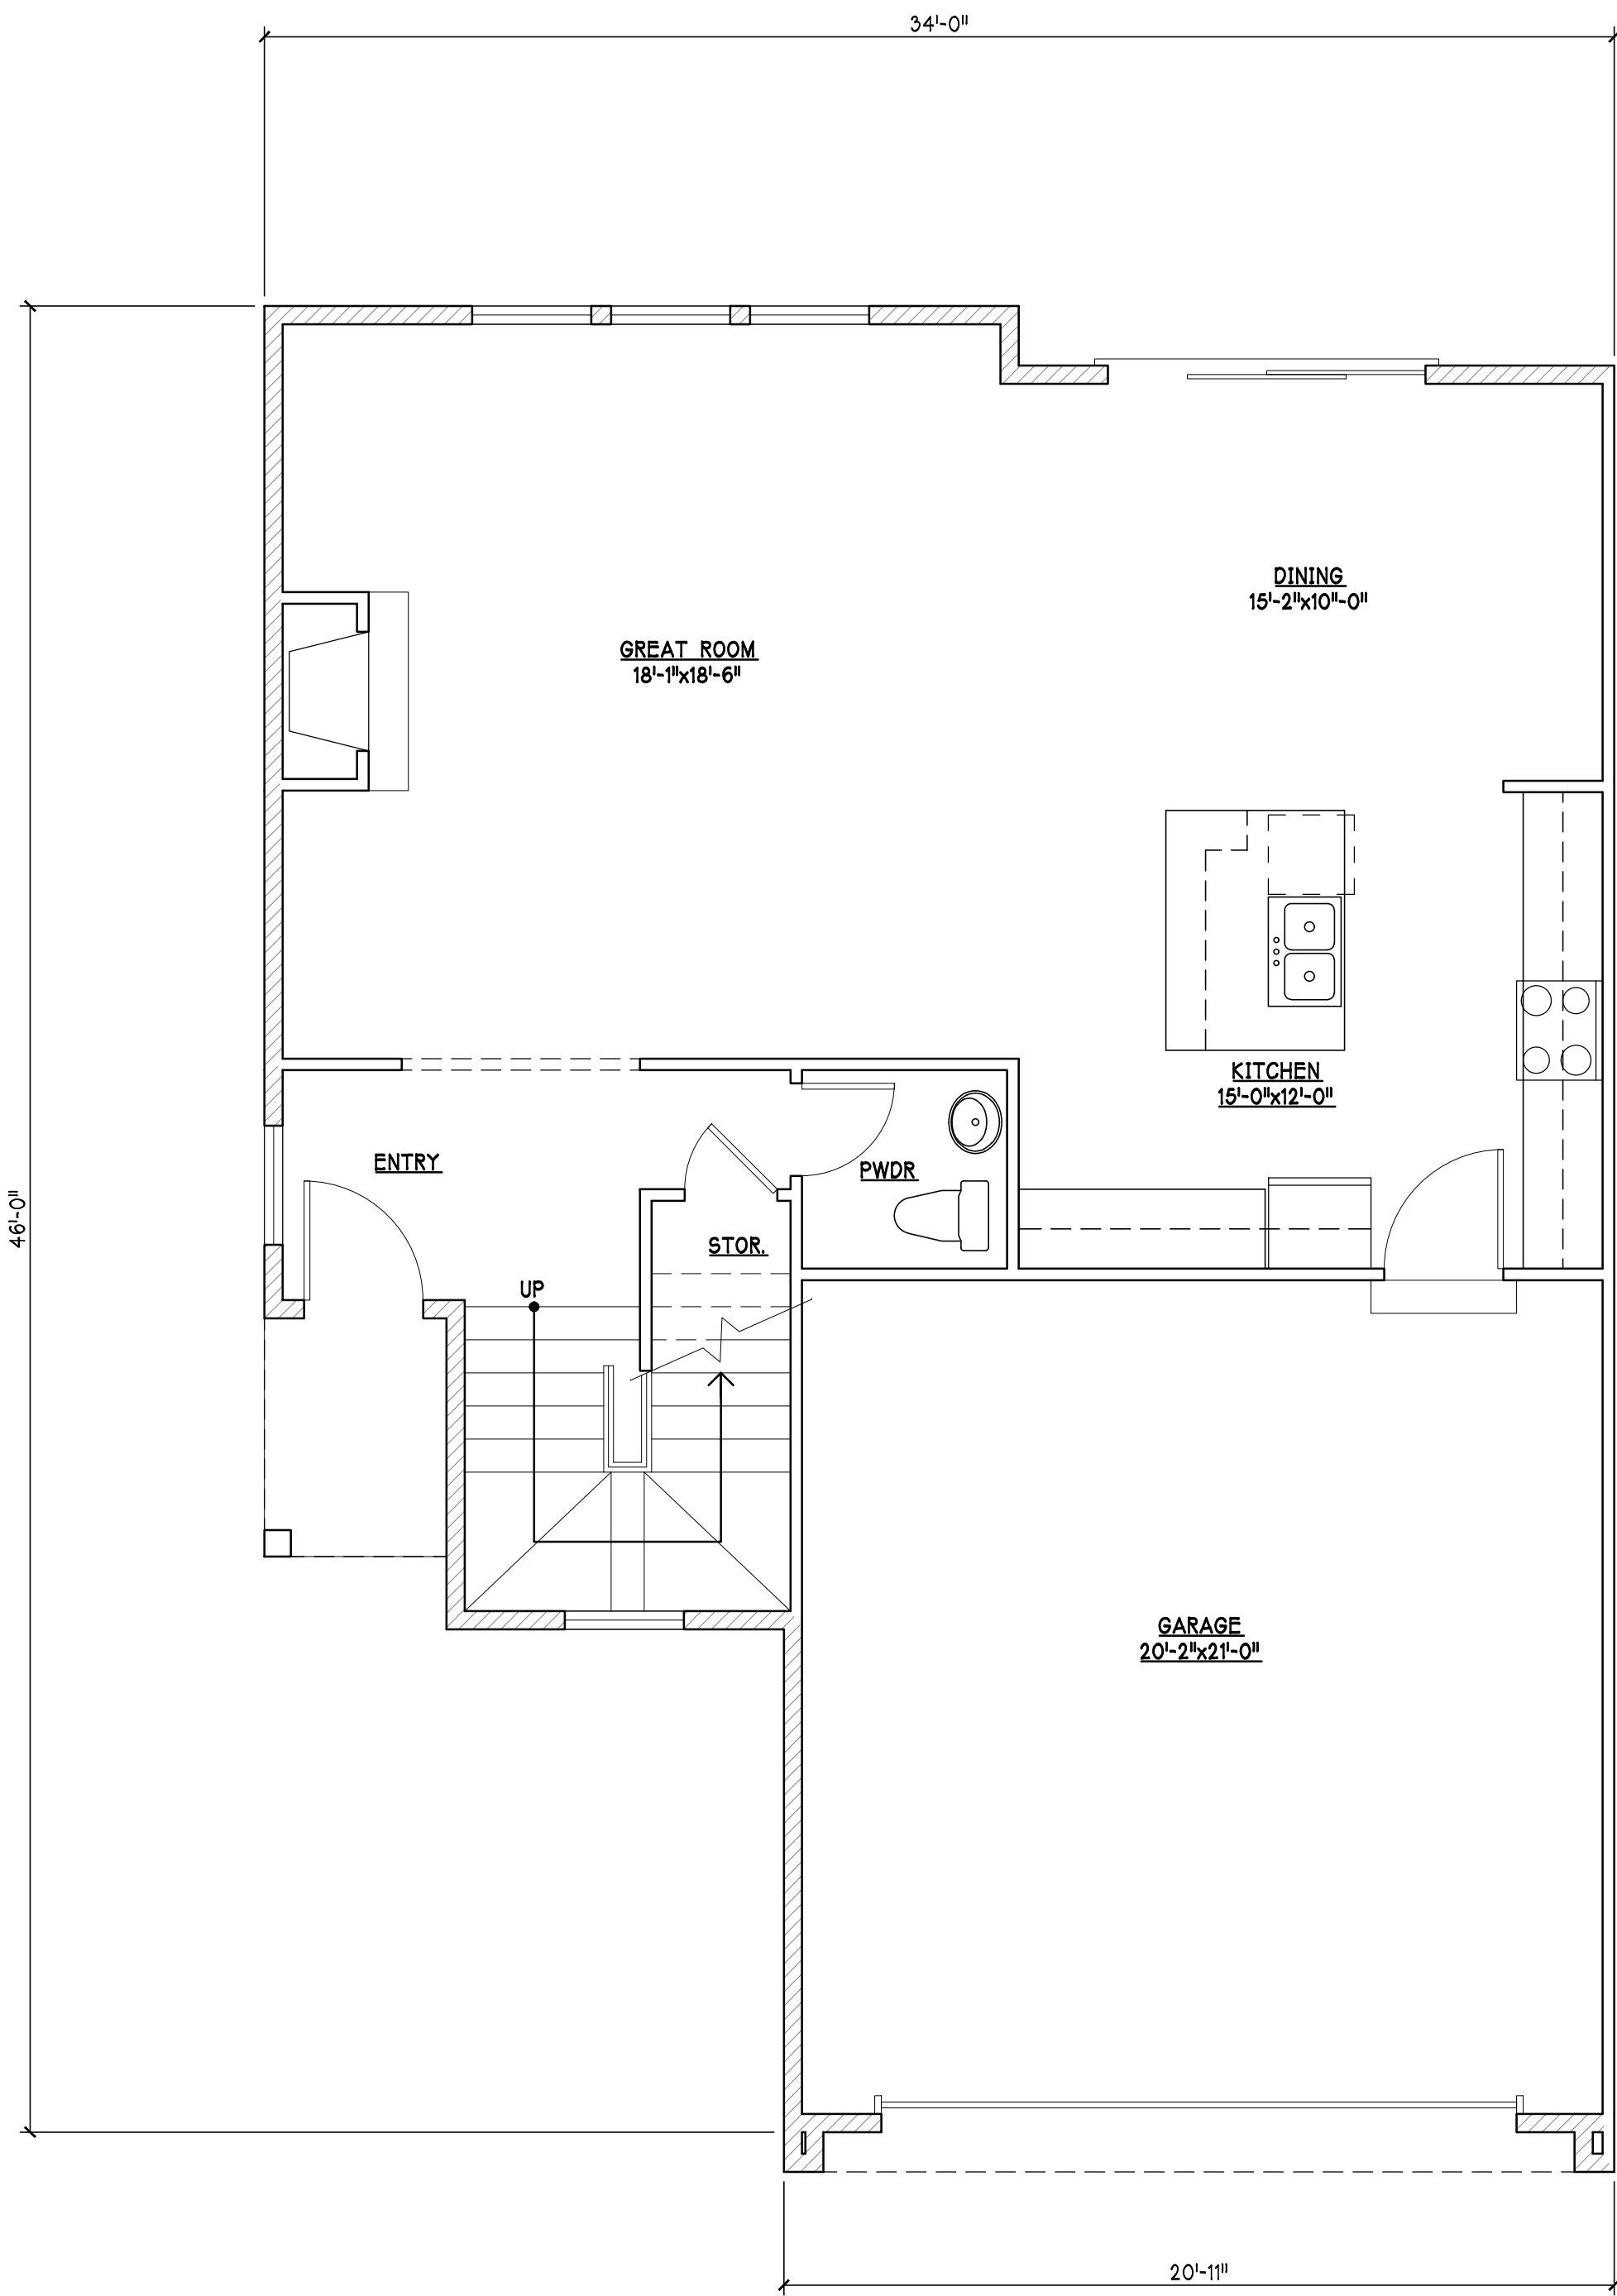 34'-0"
DINING
15'-2"x10"-0"
GREAT ROOM
18'-1"x18'-6"
KITCHEN
15'-0"x12'-0"
ENTRY
PWDR
46'-0"
STOR.
UP
GARAGE
20'-2"x21'-0"
20'-11"